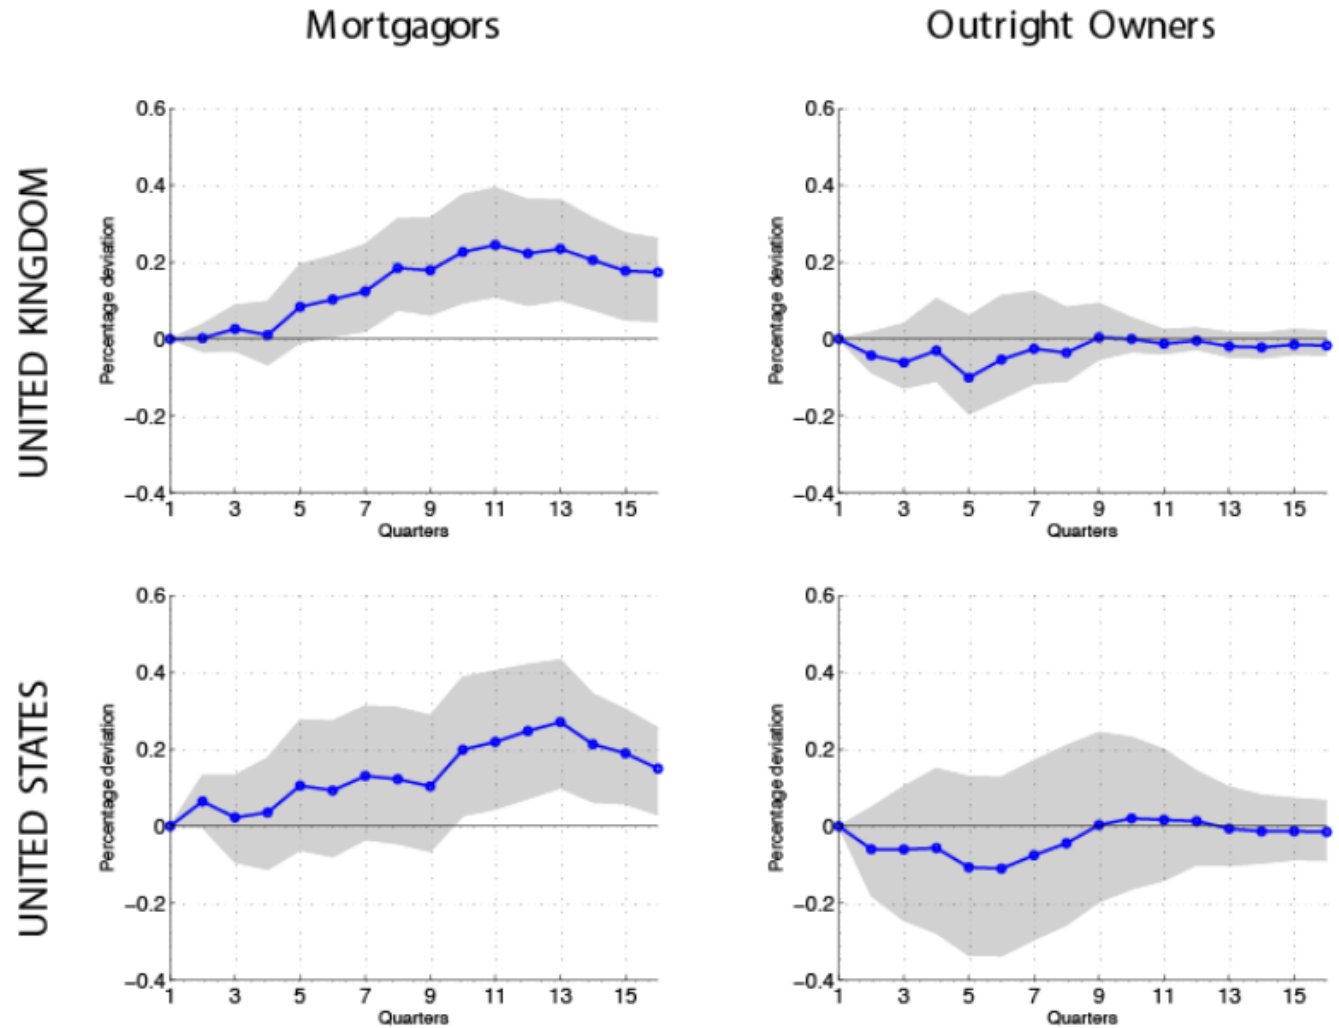 Mortgagors
Outright Owners
UNITED KINGDOM
Percentage deviation
0.6
0.4
0.2
0
−0.2
−0.4
1 3 5 7 9 11 13 15
Quarters
Percentage deviation
0.6
0.4
0.2
0
−0.2
−0.4
1 3 5 7 9 11 13 15
Quarters
UNITED STATES
Percentage deviation
0.6
0.4
0.2
0
−0.2
−0.4
1 3 5 7 9 11 13 15
Quarters
Percentage deviation
0.6
0.4
0.2
0
−0.2
−0.4
1 3 5 7 9 11 13 15
Quarters